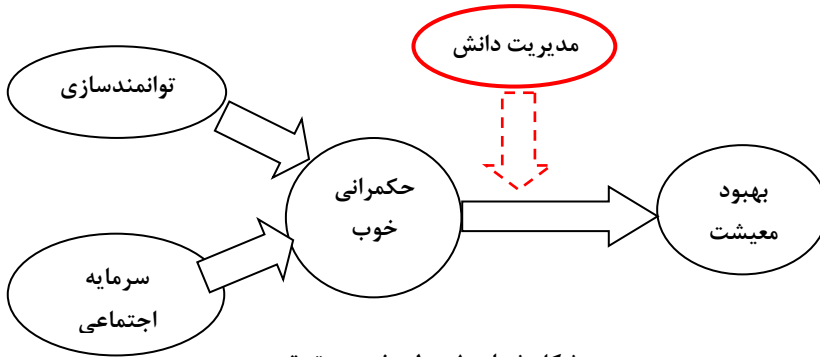 مدیریت دانش
توانمندسازی
حکمرانی
خوب
بهبود
معیشت
سرمایه
اجتماعی